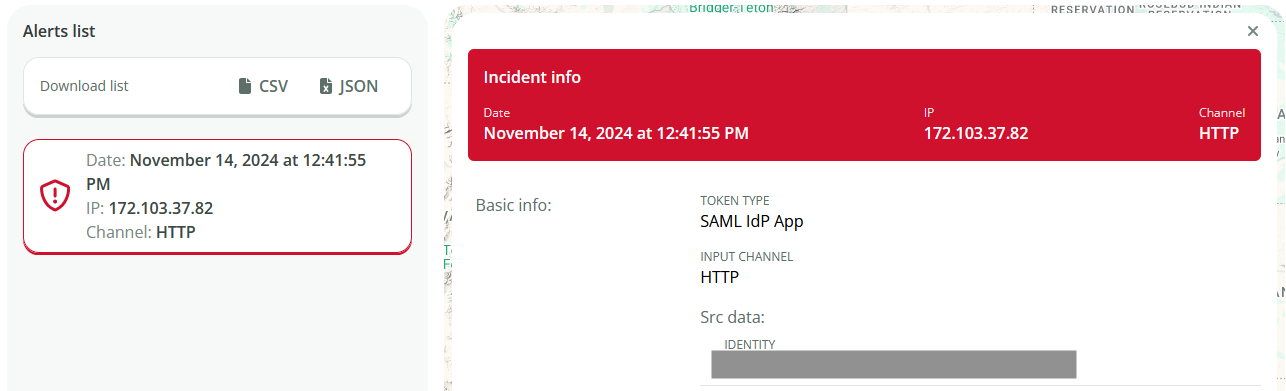 Alerts list
Download list
CSV
JSON
Date: November 14, 2024 at 12:41:55
PM
IP: 172.103.37.82
Channel: HTTP
Bridger Teton
RESERVATION
RESERVATION
Incident info
Date
IP
Channel
November 14, 2024 at 12:41:55 PM
172.103.37.82
HTTP
Basic info:
TOKEN TYPE
SAML IdP App
INPUT CHANNEL
HTTP
Src data:
IDENTITY